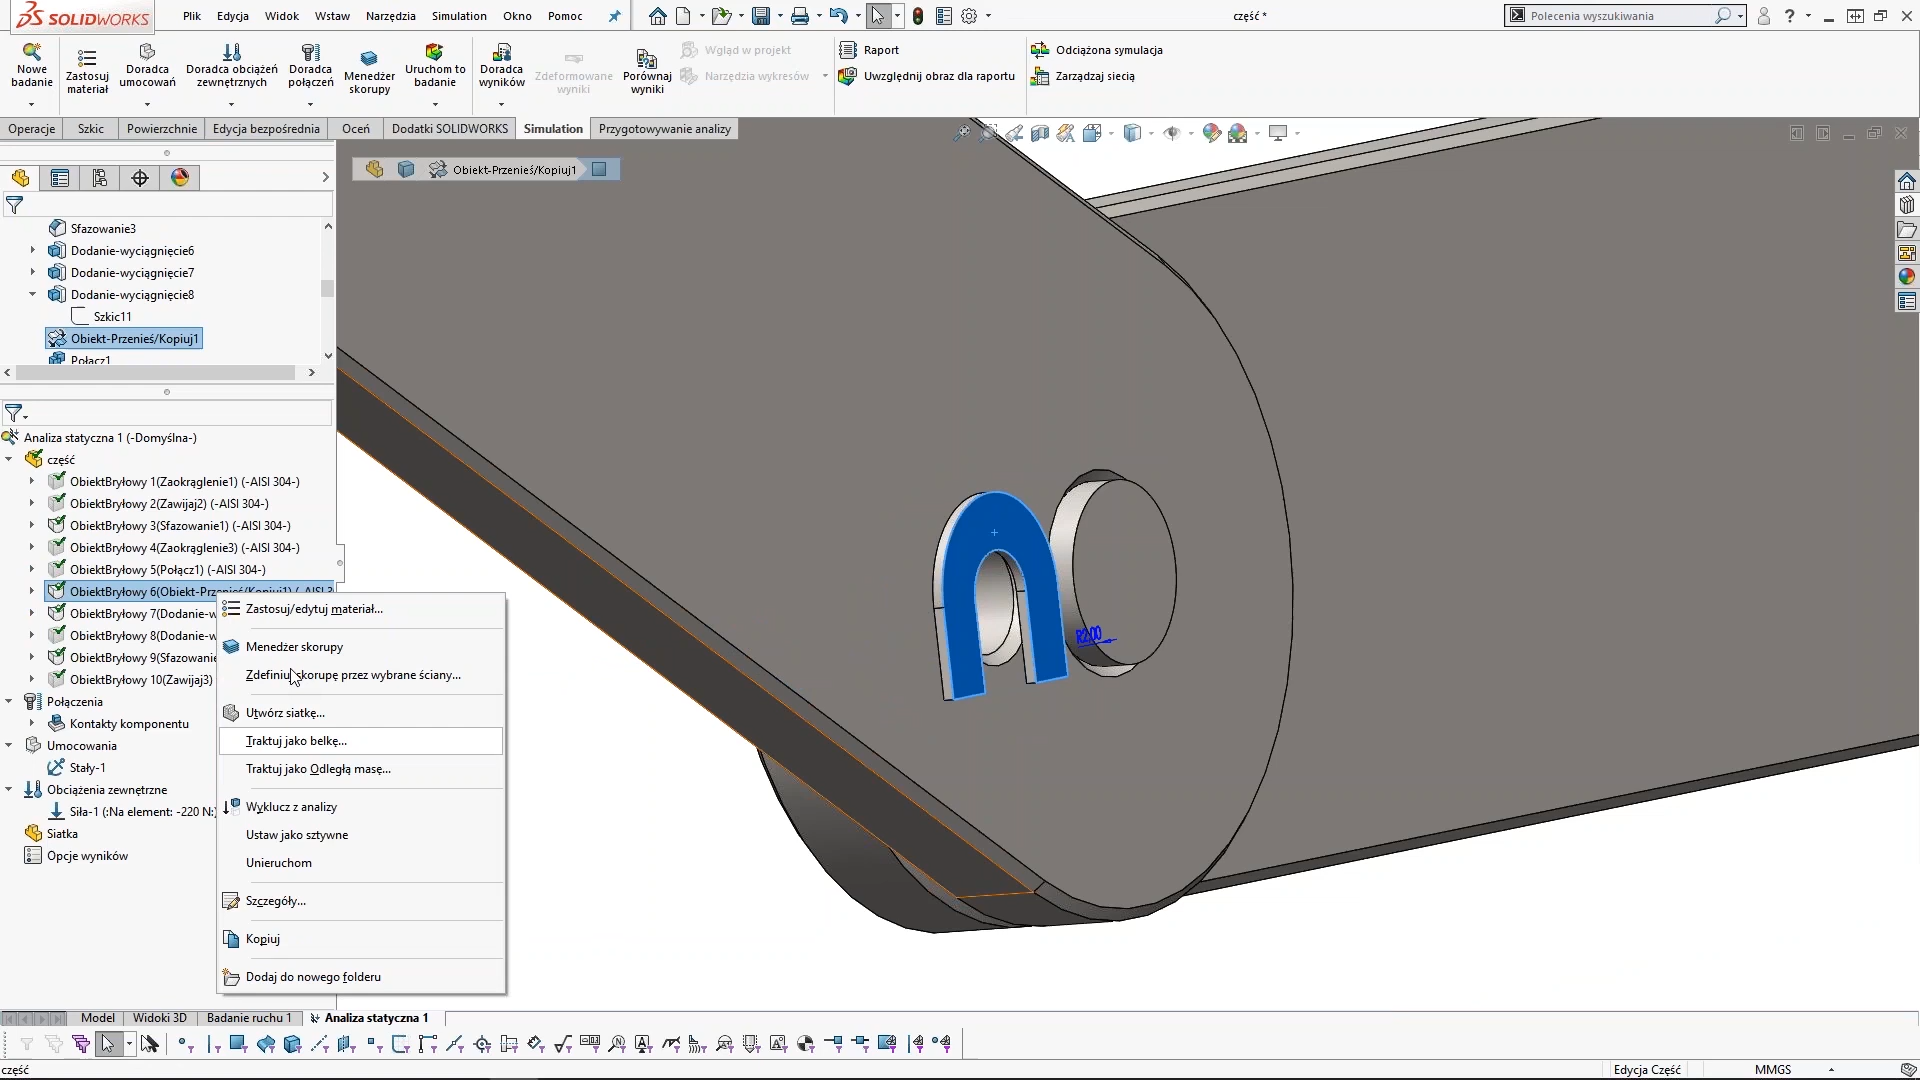 SOLIDWORKS
Plik Edycja Widok Wstaw Narzędzia Simulation Okno Pomoc
część *
Polecenia wyszukiwania
Nowe badanie
Zastosuj materiał
Doradca umocowań
Doradca obciążeń zewnętrznych
Doradca połączeń
Menedżer skorupy
Uruchom to badanie
Doradca wyników
Zdeformowane wyniki
Porównaj wyniki
Wgląd w projekt
Narzędzia wykresów
Raport
Uwzględnij obraz dla raportu
Odciążona symulacja
Zarządzaj siecią
Operacje Szkic Powierzchnie Edycja bezpośrednia Oceń Dodatki SOLIDWORKS Simulation Przygotowywanie analizy
Obiekt-Przenieś/Kopiuj1
Sfazowanie3
Dodanie-wyciągnięcie6
Dodanie-wyciągnięcie7
Dodanie-wyciągnięcie8
Szkic11
Obiekt-Przenieś/Kopiuj1
Połącz1
Analiza statyczna 1 (-Domyślna-)
część
ObiektBryłowy 1(Zaokrąglenie1) (-AISI 304-)
ObiektBryłowy 2(Zawijaj2) (-AISI 304-)
ObiektBryłowy 3(Sfazowanie1) (-AISI 304-)
ObiektBryłowy 4(Zaokrąglenie3) (-AISI 304-)
ObiektBryłowy 5(Połącz1) (-AISI 304-)
ObiektBryłowy 6(Obiekt-Przenieś/Kopiuj1) (-AISI 3
ObiektBryłowy 7(Dodanie-w
ObiektBryłowy 8(Dodanie-w
ObiektBryłowy 9(Sfazowanie
ObiektBryłowy 10(Zawijaj3)
Połączenia
Kontakty komponentu
Umocowania
Stały-1
Obciążenia zewnętrzne
Siła-1 (:Na element: -220 N:)
Siatka
Opcje wyników
Zastosuj/edytuj materiał...
Menedżer skorupy
Zdefiniuj skorupę przez wybrane ściany...
Utwórz siatkę...
Traktuj jako belkę...
Traktuj jako Odległą masę...
Wyklucz z analizy
Ustaw jako sztywne
Unieruchom
Szczegóły...
Kopiuj
Dodaj do nowego folderu
R2.00
Model Widoki 3D Badanie ruchu 1 Analiza statyczna 1
część
Edycja Część
MMGS